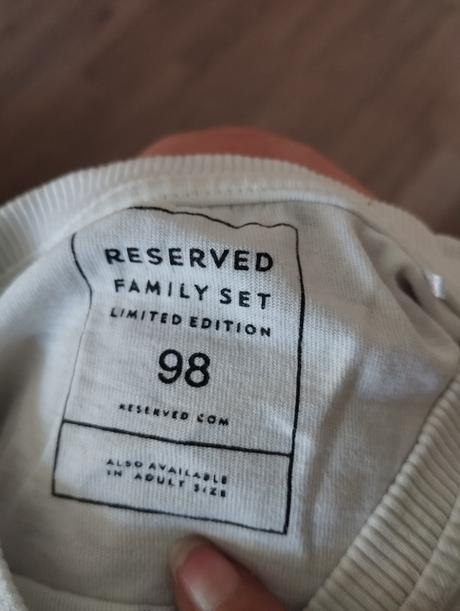 RESERVED
FAMILY SET
LIMITED EDITION
98
RESERVED.COM
ALSO AVAILABLE
IN ADULT SIZE